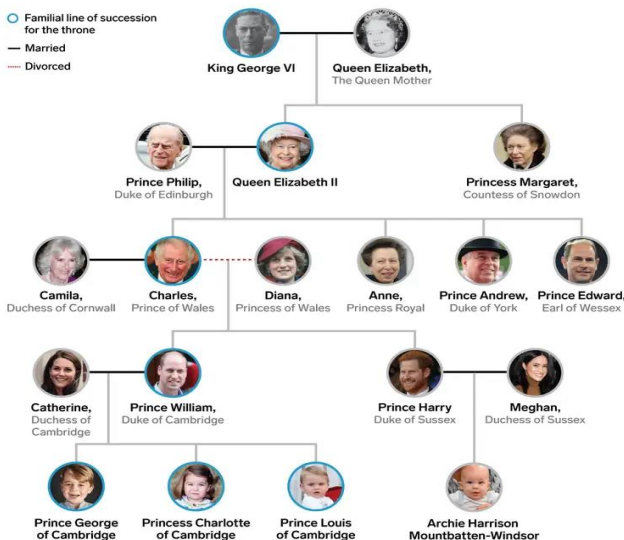 Familial line of succession
for the throne
Married
Divorced
King George VI
Queen Elizabeth,
The Queen Mother
Prince Philip,
Duke of Edinburgh
Queen Elizabeth II
Princess Margaret,
Countess of Snowdon
Camila,
Duchess of Cornwall
Charles,
Prince of Wales
Diana,
Princess of Wales
Anne,
Princess Royal
Prince Andrew,
Duke of York
Prince Edward,
Earl of Wessex
Catherine,
Duchess of
Cambridge
Prince William,
Duke of Cambridge
Prince Harry
Duke of Sussex
Meghan,
Duchess of Sussex
Prince George
of Cambridge
Princess Charlotte
of Cambridge
Prince Louis
of Cambridge
Archie Harrison
Mountbatten-Windsor